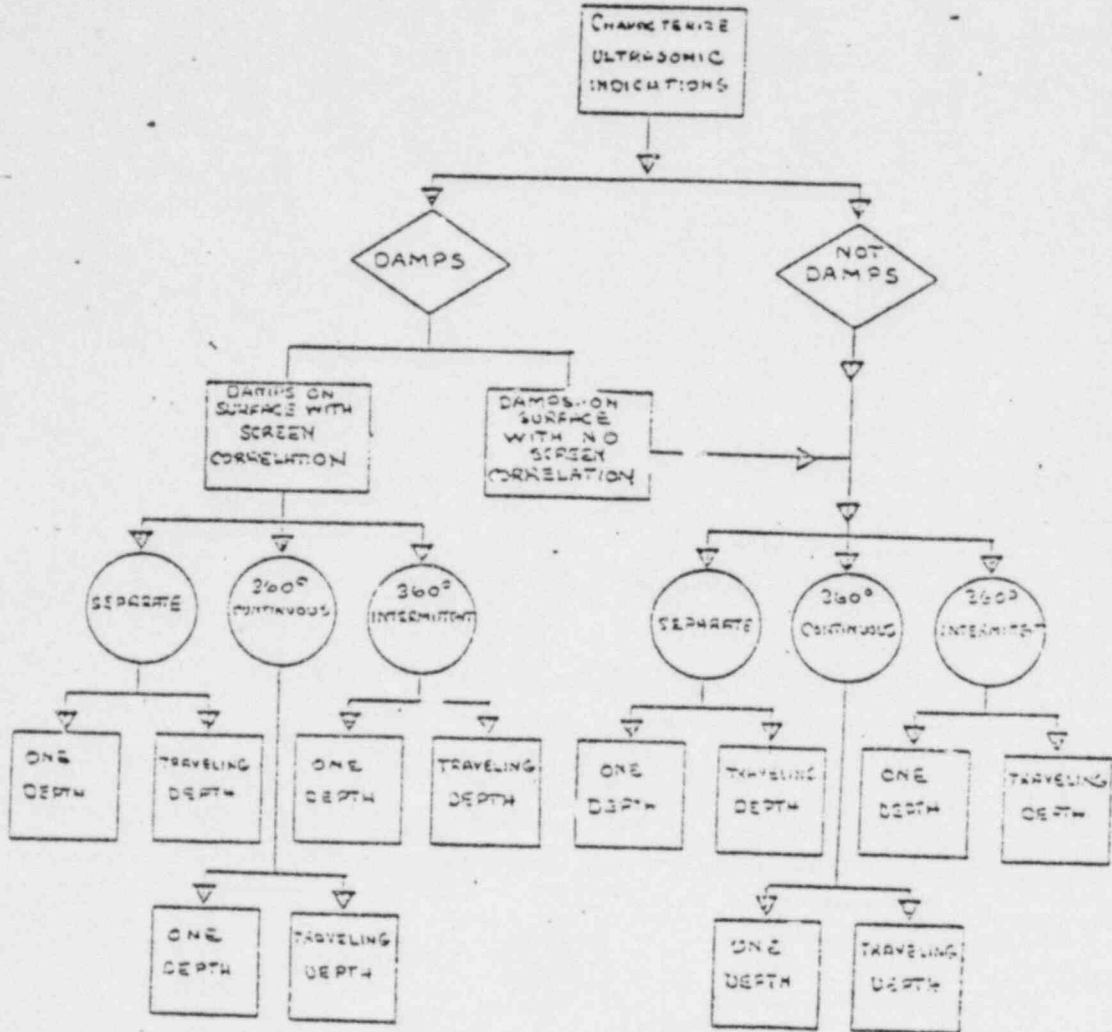 CHARACTERIZE
ULTRASONIC
INDICATIONS
DAMPS
NOT
DAMPS
DAMPS ON
SURFACE WITH
SCREEN
CORRELATION
DAMPS ON
SURFACE
WITH NO
SCREEN
CORRELATION
SEPARATE
360°
CONTINUOUS
360°
INTERMITTENT
SEPARATE
360°
CONTINUOUS
360°
INTERMITENT
ONE
DEPTH
TRAVELING
DEPTH
ONE
DEPTH
TRAVELING
DEPTH
ONE
DEPTH
TRAVELING
DEPTH
ONE
DEPTH
TRAVELING
DEPTH
ONE
DEPTH
TRAVELING
DEPTH
ONE
DEPTH
TRAVELING
DEPTH